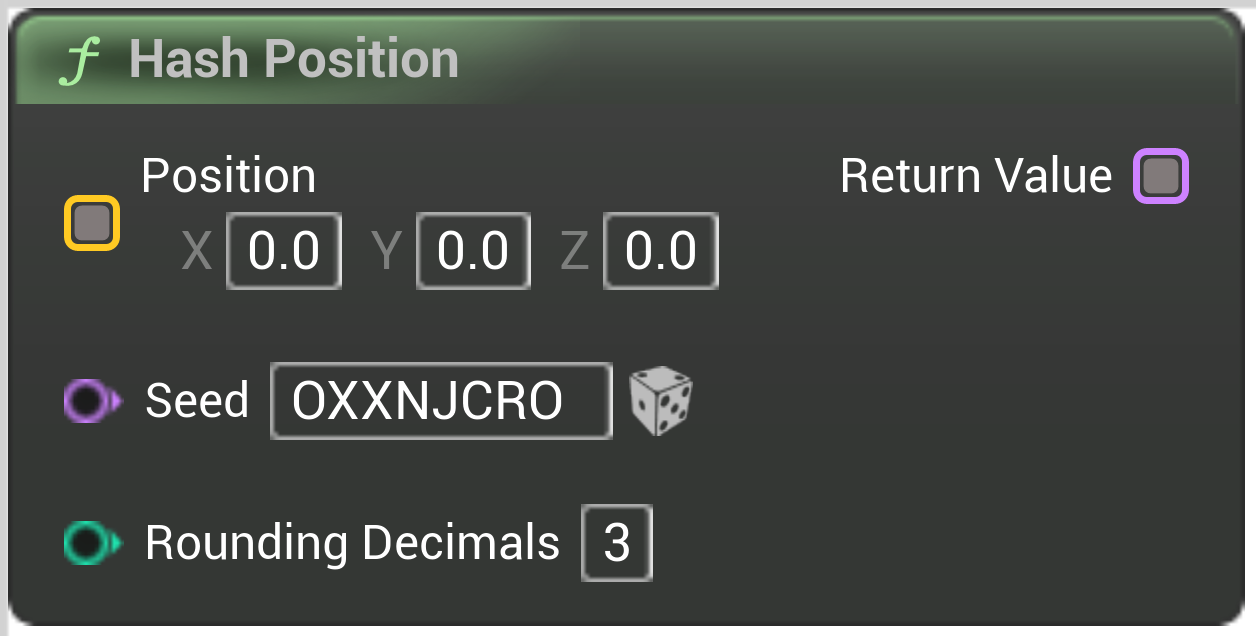 f Hash Position
Position
Return Value
X 0.0 Y 0.0 Z 0.0
Seed OXXNJCRO
Rounding Decimals 3